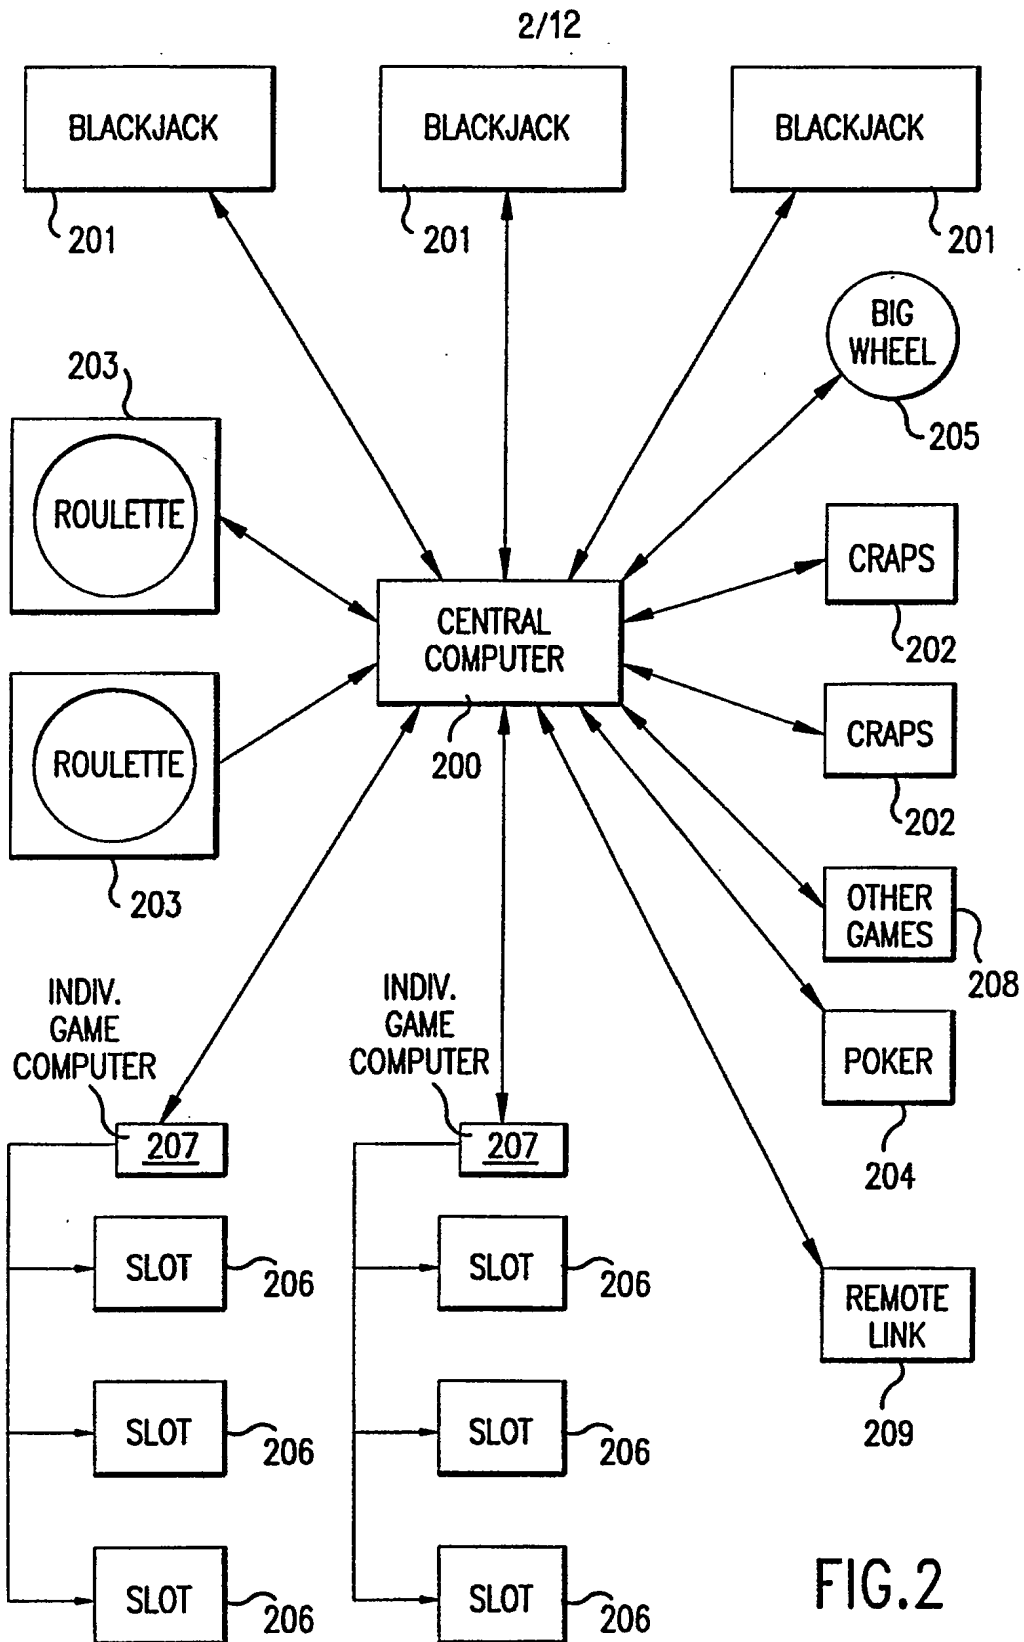 2/12
BLACKJACK
BLACKJACK
BLACKJACK
201
201
201
BIG
WHEEL
205
203
ROULETTE
CRAPS
202
CENTRAL
COMPUTER
200
ROULETTE
203
CRAPS
202
OTHER
GAMES
208
INDIV.
GAME
COMPUTER
207
INDIV.
GAME
COMPUTER
207
POKER
204
SLOT
206
SLOT
206
REMOTE
LINK
209
SLOT
206
SLOT
206
SLOT
206
SLOT
206
FIG.2